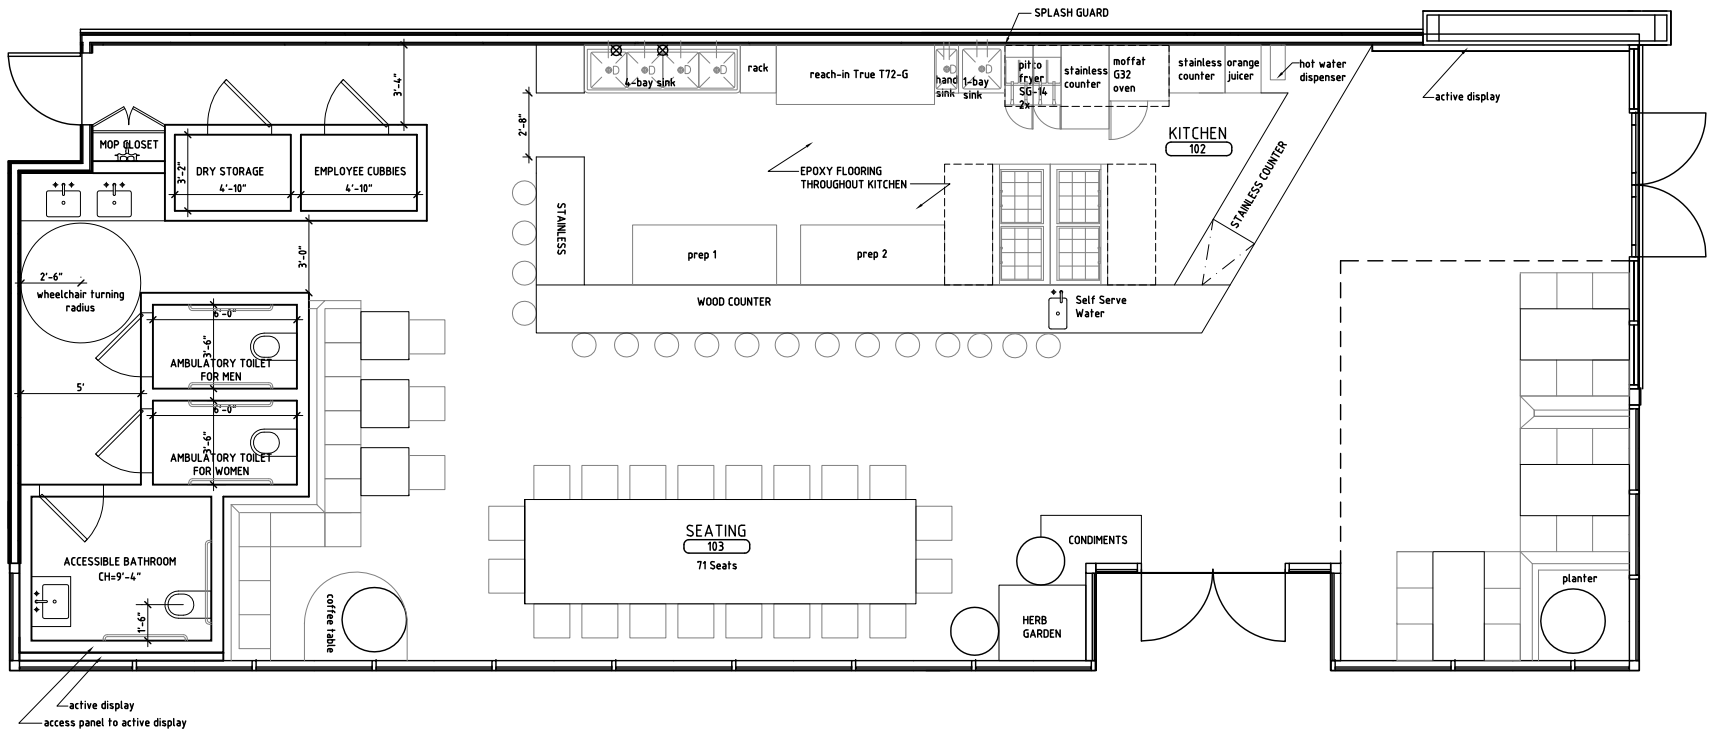 SPLASH GUARD
4-bay sink
rack
reach-in True T72-G
hand
sink
1-bay
sink
pitco
fryer
SG-14
2x
stainless
counter
moffat
G32
oven
stainless
counter
orange
juicer
hot water
dispenser
active display
3'-4"
2'-8"
KITCHEN
102
MOP CLOSET
3'-2"
DRY STORAGE
4'-10"
EMPLOYEE CUBBIES
4'-10"
EPOXY FLOORING
THROUGHOUT KITCHEN
STAINLESS COUNTER
STAINLESS
prep 1
prep 2
3'-0"
2'-6"
wheelchair turning
radius
WOOD COUNTER
Self Serve
Water
6'-0"
3'-6"
AMBULATORY TOILET
FOR MEN
5'
6'-0"
3'-6"
AMBULATORY TOILET
FOR WOMEN
SEATING
103
71 Seats
CONDIMENTS
ACCESSIBLE BATHROOM
CH=9'-4"
1'-6"
coffee table
HERB
GARDEN
planter
active display
access panel to active display